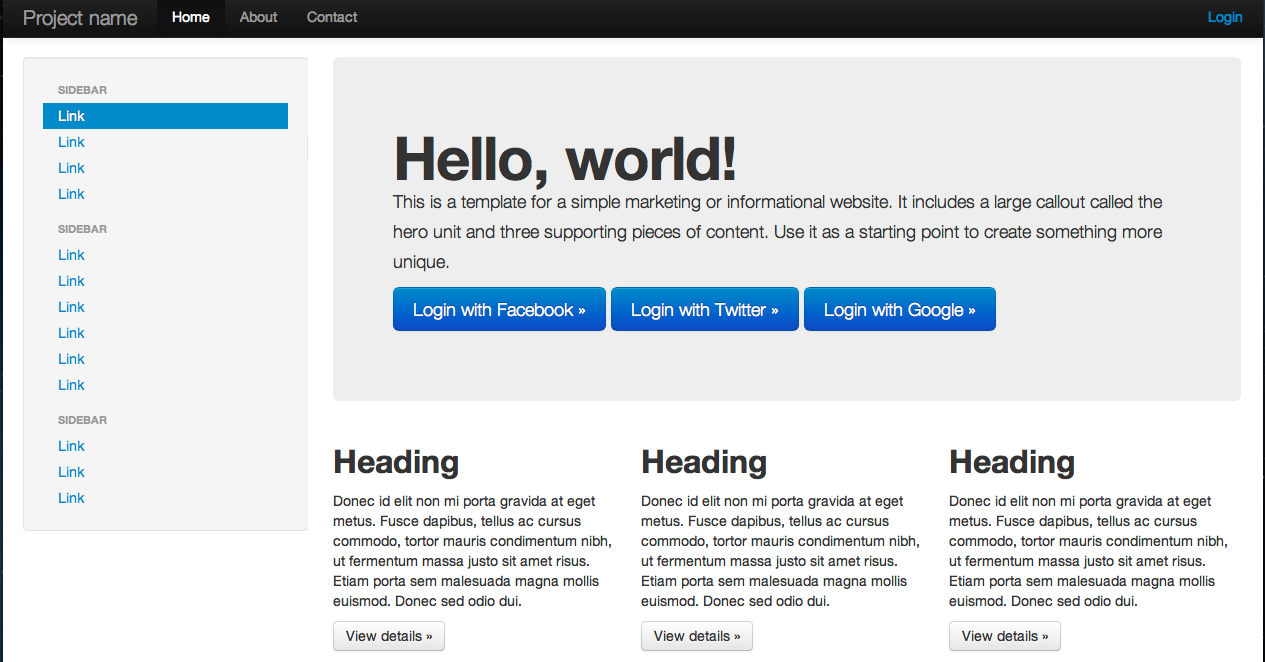 Project name Home About Contact Login
SIDEBAR
Link
Link
Link
Link
SIDEBAR
Link
Link
Link
Link
Link
Link
SIDEBAR
Link
Link
Link
Hello, world!
This is a template for a simple marketing or informational website. It includes a large callout called the
hero unit and three supporting pieces of content. Use it as a starting point to create something more
unique.
Login with Facebook » Login with Twitter » Login with Google »
Heading
Donec id elit non mi porta gravida at eget
metus. Fusce dapibus, tellus ac cursus
commodo, tortor mauris condimentum nibh,
ut fermentum massa justo sit amet risus.
Etiam porta sem malesuada magna mollis
euismod. Donec sed odio dui.
View details »
Heading
Donec id elit non mi porta gravida at eget
metus. Fusce dapibus, tellus ac cursus
commodo, tortor mauris condimentum nibh,
ut fermentum massa justo sit amet risus.
Etiam porta sem malesuada magna mollis
euismod. Donec sed odio dui.
View details »
Heading
Donec id elit non mi porta gravida at eget
metus. Fusce dapibus, tellus ac cursus
commodo, tortor mauris condimentum nibh,
ut fermentum massa justo sit amet risus.
Etiam porta sem malesuada magna mollis
euismod. Donec sed odio dui.
View details »